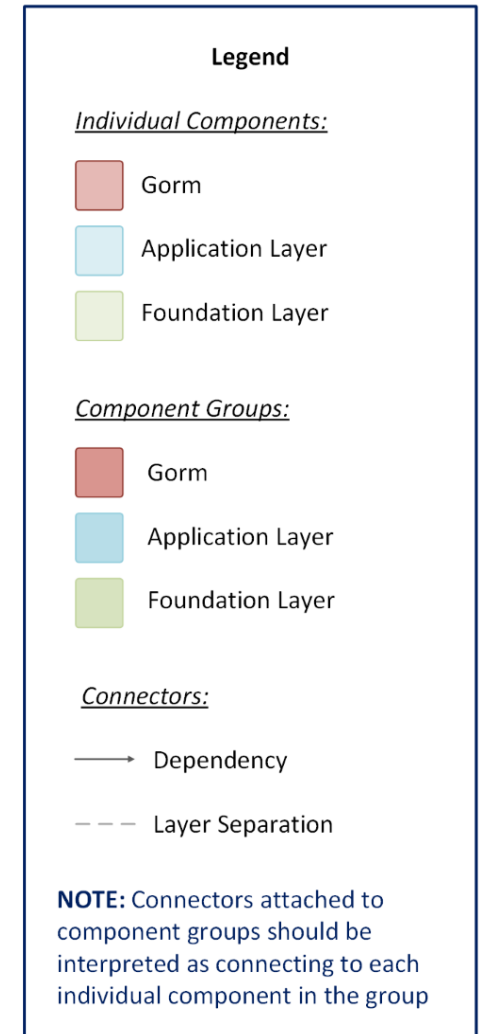 Legend
Individual Components:
Gorm
Application Layer
Foundation Layer
Component Groups:
Gorm
Application Layer
Foundation Layer
Connectors:
Dependency
Layer Separation
NOTE: Connectors attached to
component groups should be
interpreted as connecting to each
individual component in the group